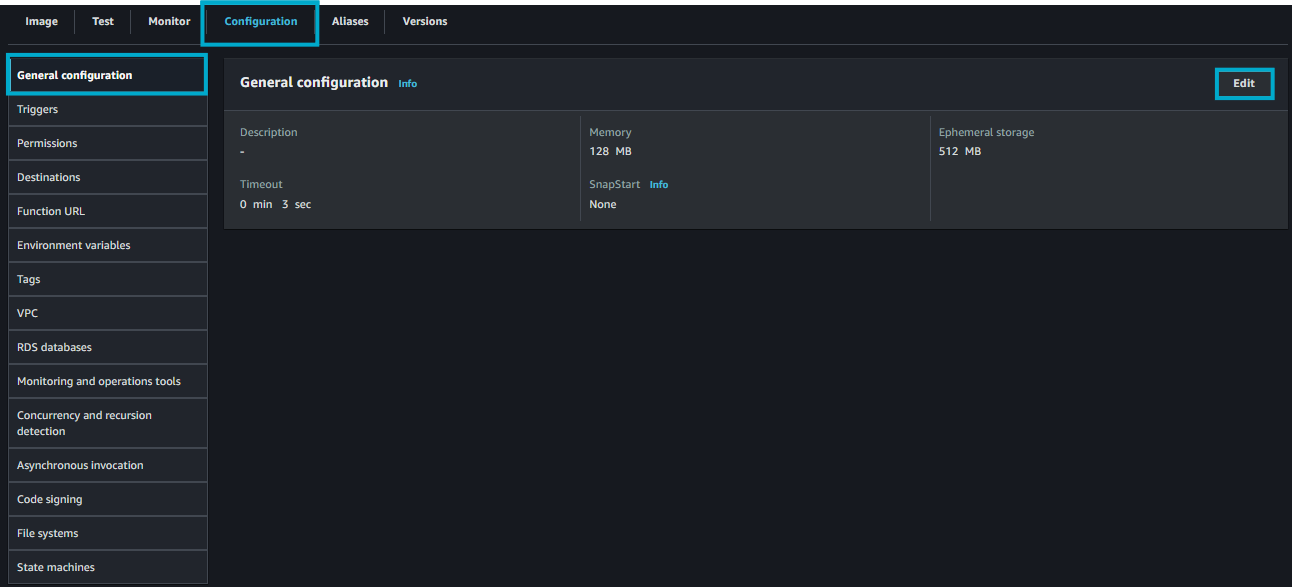 Image Test Monitor Configuration Aliases Versions
General configuration
Triggers
Permissions
Destinations
Function URL
Environment variables
Tags
VPC
RDS databases
Monitoring and operations tools
Concurrency and recursion
detection
Asynchronous invocation
Code signing
File systems
State machines
General configuration Info
Edit
Description
-
Timeout
0 min 3 sec
Memory
128 MB
SnapStart Info
None
Ephemeral storage
512 MB